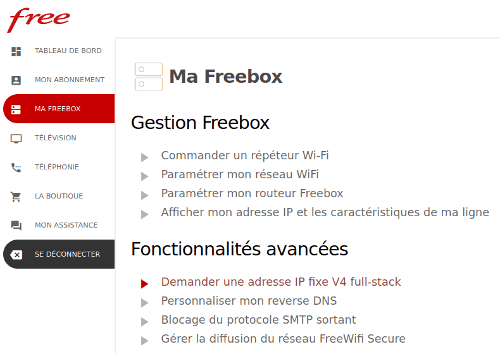 free
TABLEAU DE BORD
MON ABONNEMENT
MA FREEBOX
TÉLÉVISION
TÉLÉPHONIE
LA BOUTIQUE
MON ASSISTANCE
SE DÉCONNECTER
Ma Freebox
Gestion Freebox
Commander un répéteur Wi-Fi
Paramétrer mon réseau WiFi
Paramétrer mon routeur Freebox
Afficher mon adresse IP et les caractéristiques de ma ligne
Fonctionnalités avancées
Demander une adresse IP fixe V4 full-stack
Personnaliser mon reverse DNS
Blocage du protocole SMTP sortant
Gérer la diffusion du réseau FreeWifi Secure